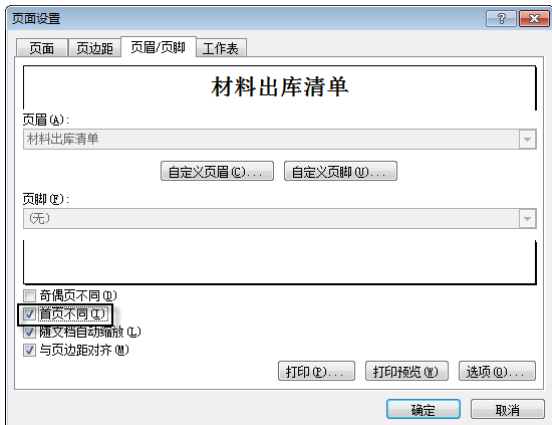 页面设置
页面 页边距 页眉/页脚 工作表
材料出库清单
页眉(A):
材料出库清单
自定义页眉(C)... 自定义页脚(U)...
页脚(F):
(无)
奇偶页不同(D)
首页不同(I)
随文档自动缩放(L)
与页边距对齐(M)
打印(P)... 打印预览(W) 选项(O)...
确定 取消